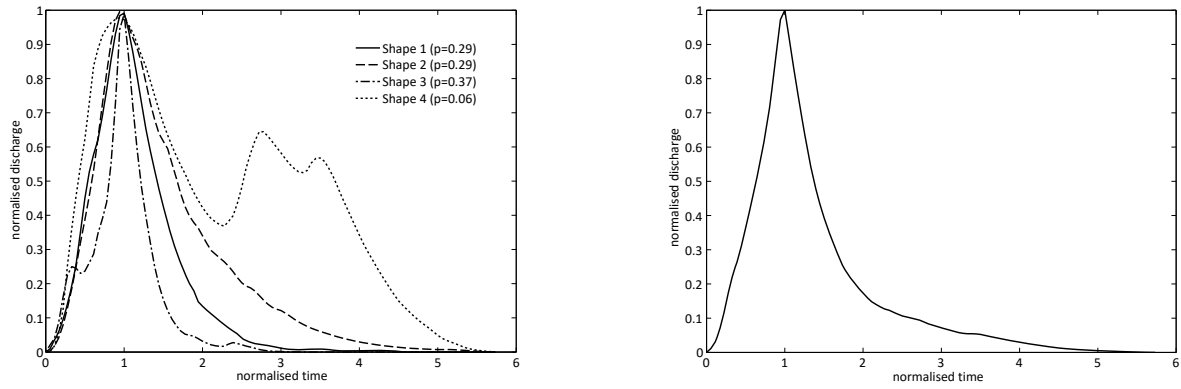 1
0.9
0.8
0.7
0.6
0.5
0.4
0.3
0.2
0.1
0
normalised discharge
Shape 1 (p=0.29)
Shape 2 (p=0.29)
Shape 3 (p=0.37)
Shape 4 (p=0.06)
0 1 2 3 4 5 6
normalised time
1
0.9
0.8
0.7
0.6
0.5
0.4
0.3
0.2
0.1
0
normalised discharge
0 1 2 3 4 5 6
normalised time